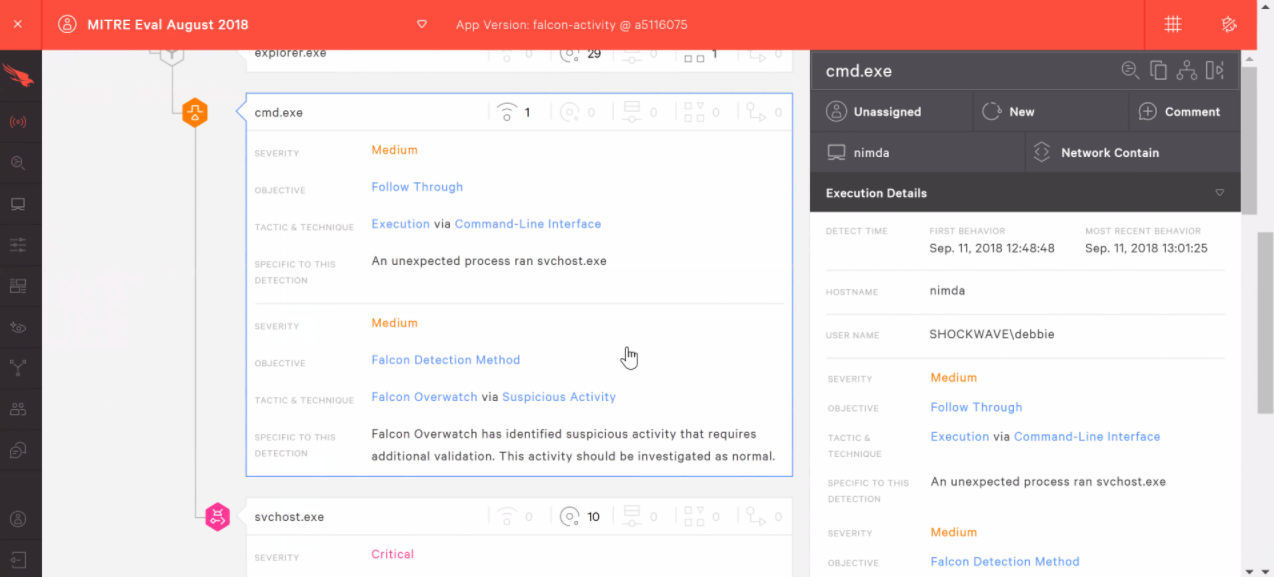 MITRE Eval August 2018
App Version: falcon-activity @ a5116075
explorer.exe 0 29 0 1 0
cmd.exe 1 0 0 0 0
SEVERITY Medium
OBJECTIVE Follow Through
TACTIC & TECHNIQUE Execution via Command-Line Interface
SPECIFIC TO THIS DETECTION An unexpected process ran svchost.exe
SEVERITY Medium
OBJECTIVE Falcon Detection Method
TACTIC & TECHNIQUE Falcon Overwatch via Suspicious Activity
SPECIFIC TO THIS DETECTION Falcon Overwatch has identified suspicious activity that requires
additional validation. This activity should be investigated as normal.
svchost.exe 0 10 0 0 0
SEVERITY Critical
cmd.exe
Unassigned New Comment
nimda Network Contain
Execution Details
DETECT TIME FIRST BEHAVIOR MOST RECENT BEHAVIOR
Sep. 11, 2018 12:48:48 Sep. 11, 2018 13:01:25
HOSTNAME nimda
USER NAME SHOCKWAVE\debbie
SEVERITY Medium
OBJECTIVE Follow Through
TACTIC & TECHNIQUE Execution via Command-Line Interface
SPECIFIC TO THIS DETECTION An unexpected process ran svchost.exe
SEVERITY Medium
OBJECTIVE Falcon Detection Method